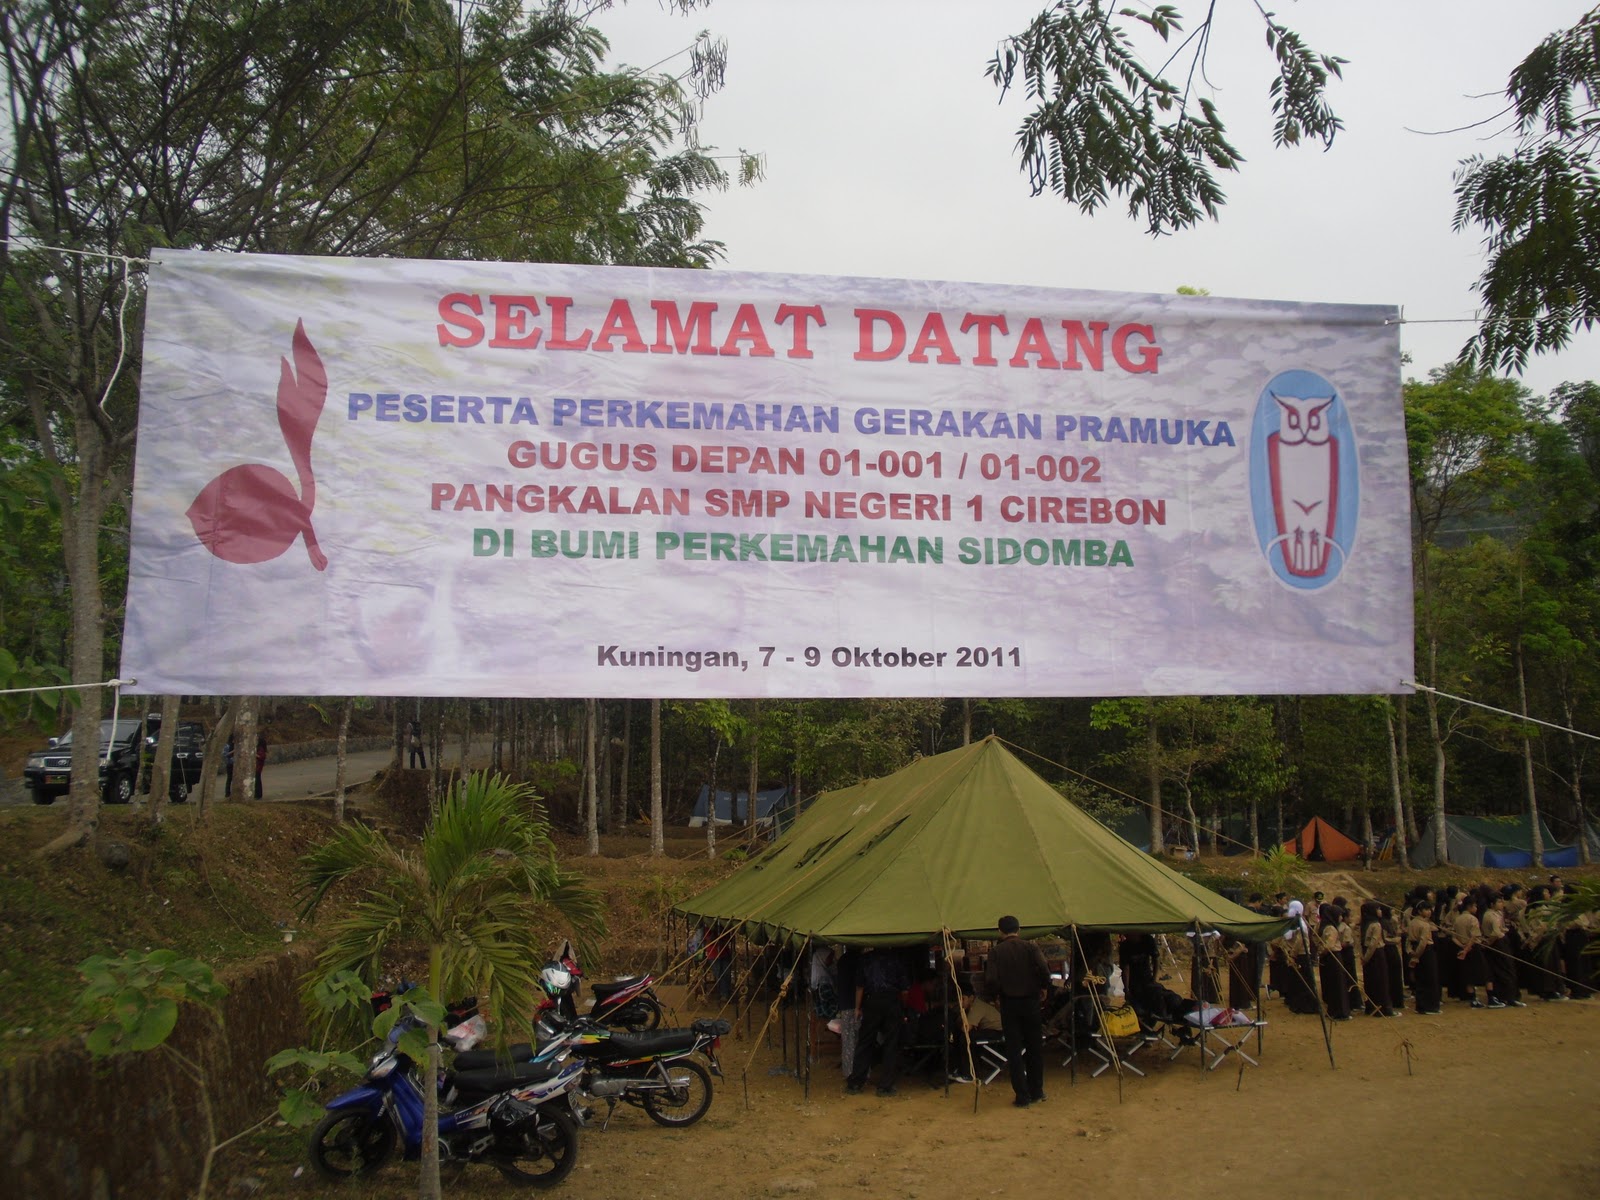 SELAMAT DATANG
PESERTA PERKEMAHAN GERAKAN PRAMUKA
GUGUS DEPAN 01-001 / 01-002
PANGKALAN SMP NEGERI 1 CIREBON
DI BUMI PERKEMAHAN SIDOMBA
Kuningan, 7 - 9 Oktober 2011